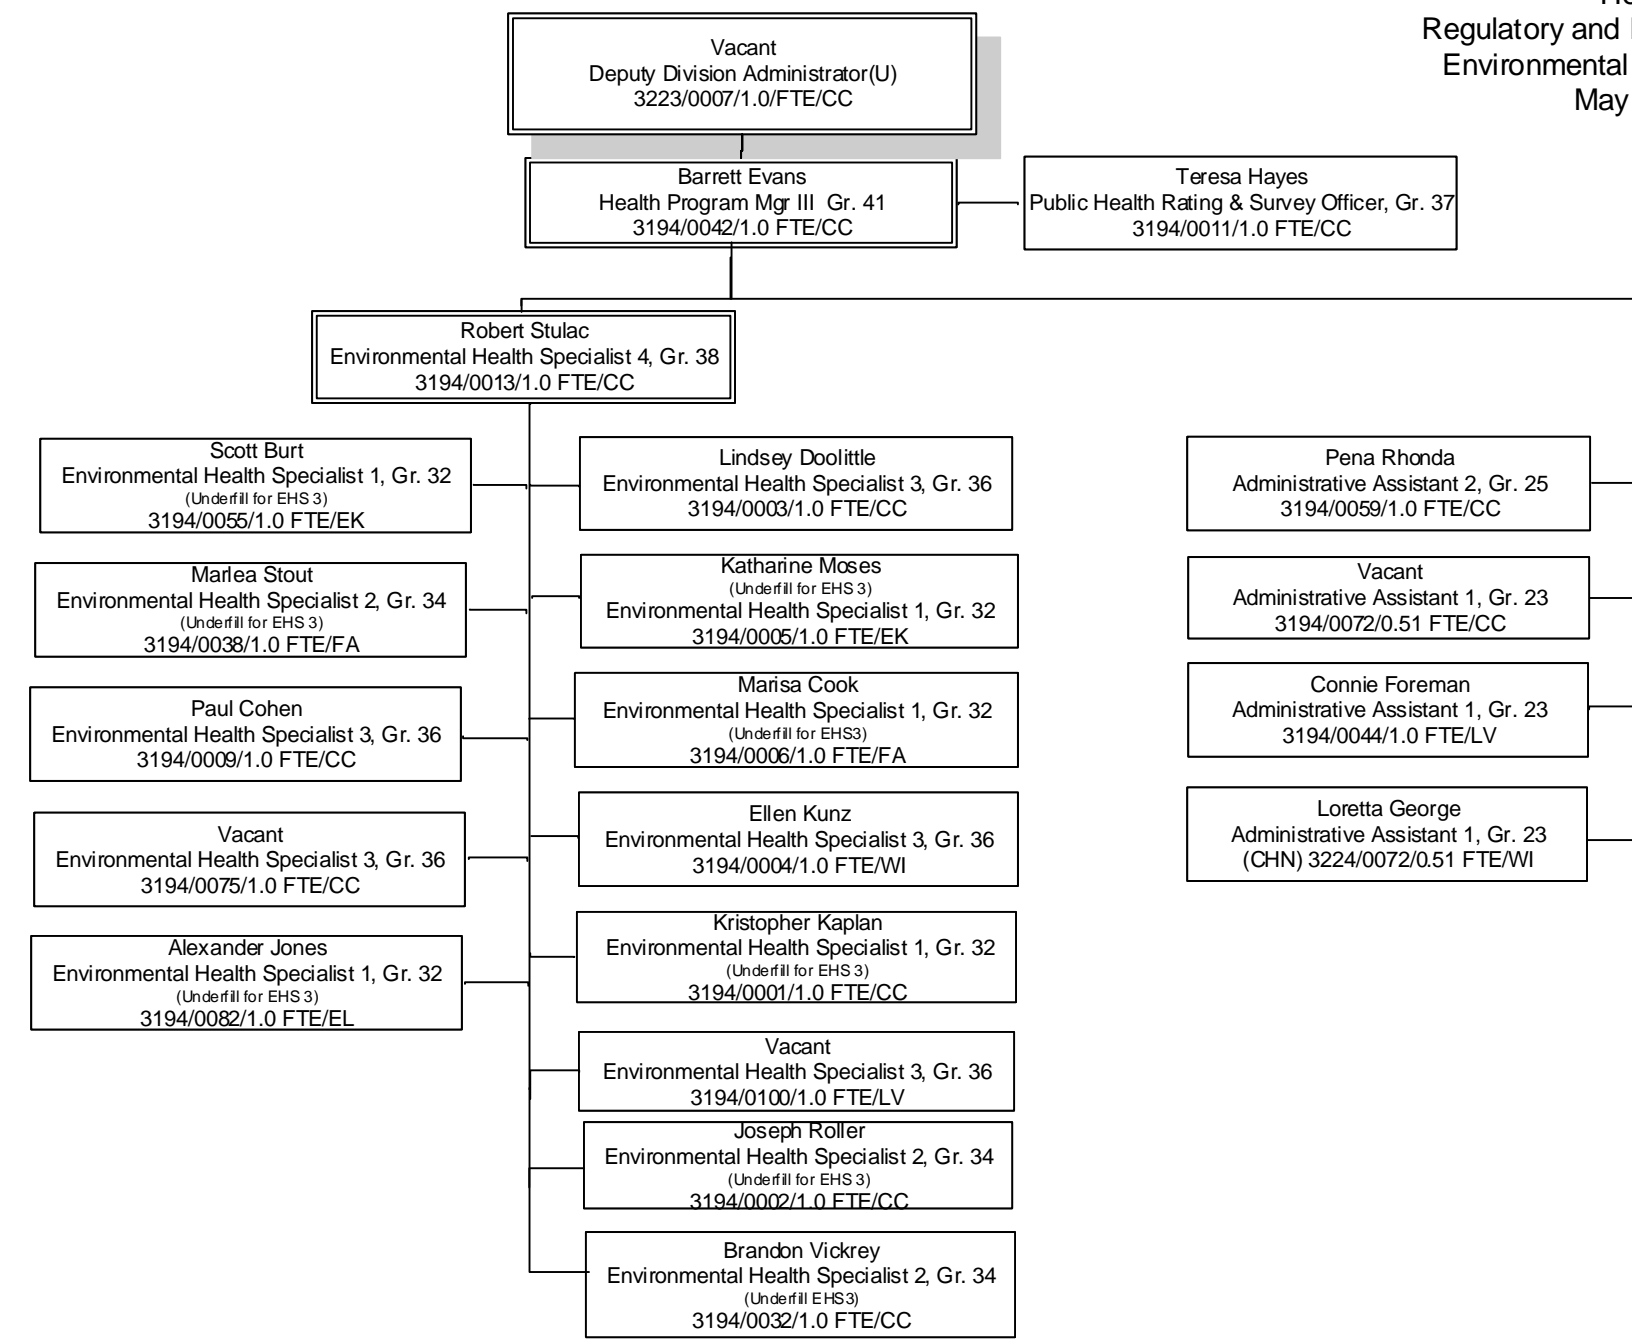 Regulatory and
Environmental
May
Vacant
Deputy Division Administrator(U)
3223/0007/1.0/FTE/CC
Barrett Evans
Health Program Mgr III Gr. 41
3194/0042/1.0 FTE/CC
Teresa Hayes
Public Health Rating & Survey Officer, Gr. 37
3194/0011/1.0 FTE/CC
Robert Stulac
Environmental Health Specialist 4, Gr. 38
3194/0013/1.0 FTE/CC
Scott Burt
Environmental Health Specialist 1, Gr. 32
(Underfill for EHS 3)
3194/0055/1.0 FTE/EK
Marlea Stout
Environmental Health Specialist 2, Gr. 34
(Underfill for EHS 3)
3194/0038/1.0 FTE/FA
Paul Cohen
Environmental Health Specialist 3, Gr. 36
3194/0009/1.0 FTE/CC
Vacant
Environmental Health Specialist 3, Gr. 36
3194/0075/1.0 FTE/CC
Alexander Jones
Environmental Health Specialist 1, Gr. 32
(Underfill for EHS 3)
3194/0082/1.0 FTE/EL
Lindsey Doolittle
Environmental Health Specialist 3, Gr. 36
3194/0003/1.0 FTE/CC
Katharine Moses
(Underfill for EHS 3)
Environmental Health Specialist 1, Gr. 32
3194/0005/1.0 FTE/EK
Marisa Cook
Environmental Health Specialist 1, Gr. 32
(Underfill for EHS3)
3194/0006/1.0 FTE/FA
Ellen Kunz
Environmental Health Specialist 3, Gr. 36
3194/0004/1.0 FTE/WI
Kristopher Kaplan
Environmental Health Specialist 1, Gr. 32
(Underfill for EHS 3)
3194/0001/1.0 FTE/CC
Vacant
Environmental Health Specialist 3, Gr. 36
3194/0100/1.0 FTE/LV
Joseph Roller
Environmental Health Specialist 2, Gr. 34
(Underfill for EHS 3)
3194/0002/1.0 FTE/CC
Brandon Vickrey
Environmental Health Specialist 2, Gr. 34
(Underfill EHS3)
3194/0032/1.0 FTE/CC
Pena Rhonda
Administrative Assistant 2, Gr. 25
3194/0059/1.0 FTE/CC
Vacant
Administrative Assistant 1, Gr. 23
3194/0072/0.51 FTE/CC
Connie Foreman
Administrative Assistant 1, Gr. 23
3194/0044/1.0 FTE/LV
Loretta George
Administrative Assistant 1, Gr. 23
(CHN) 3224/0072/0.51 FTE/WI